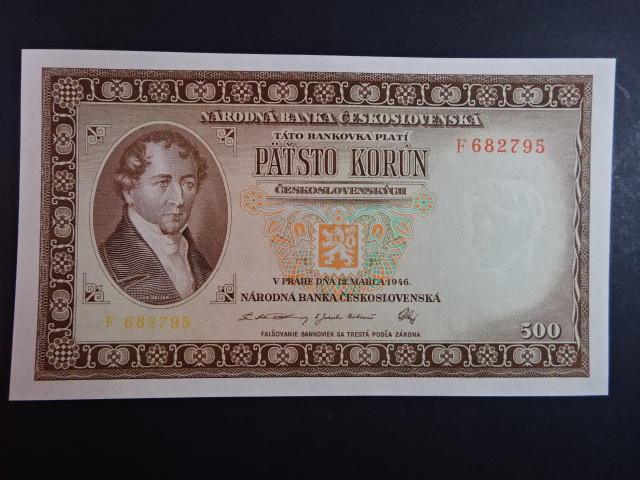 NÁRODNÁ BANKA ČESKOSLOVENSKÁ
TÁTO BANKOVKA PLATÍ
F 682795
PÄŤSTO KORÚN
ČESKOSLOVENSKÝCH
V PRAHE DŇA 12. MARCA 1946.
NÁRODNÁ BANKA ČESKOSLOVENSKÁ
F 682795
500
FALŠOVANIE BANKOVIEK SA TRESTÁ PODĽA ZÁKONA